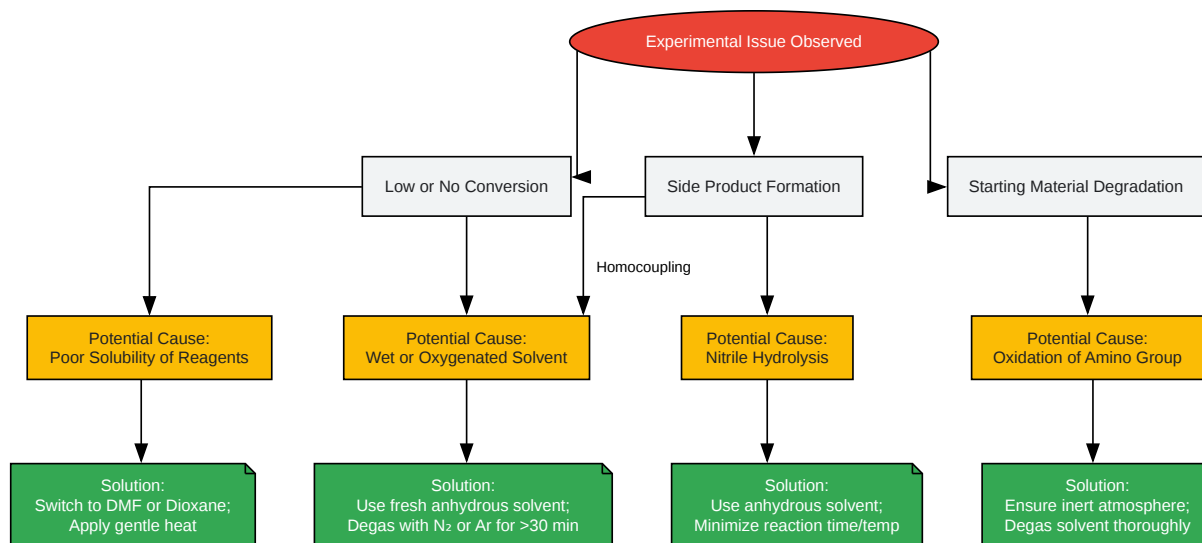 Experimental Issue Observed
Low or No Conversion
Side Product Formation
Starting Material Degradation
Homocoupling
Potential Cause:
Poor Solubility of Reagents
Potential Cause:
Wet or Oxygenated Solvent
Potential Cause:
Nitrile Hydrolysis
Potential Cause:
Oxidation of Amino Group
Solution:
Switch to DMF or Dioxane;
Apply gentle heat
Solution:
Use fresh anhydrous solvent;
Degas with N₂ or Ar for >30 min
Solution:
Use anhydrous solvent;
Minimize reaction time/temp
Solution:
Ensure inert atmosphere;
Degas solvent thoroughly